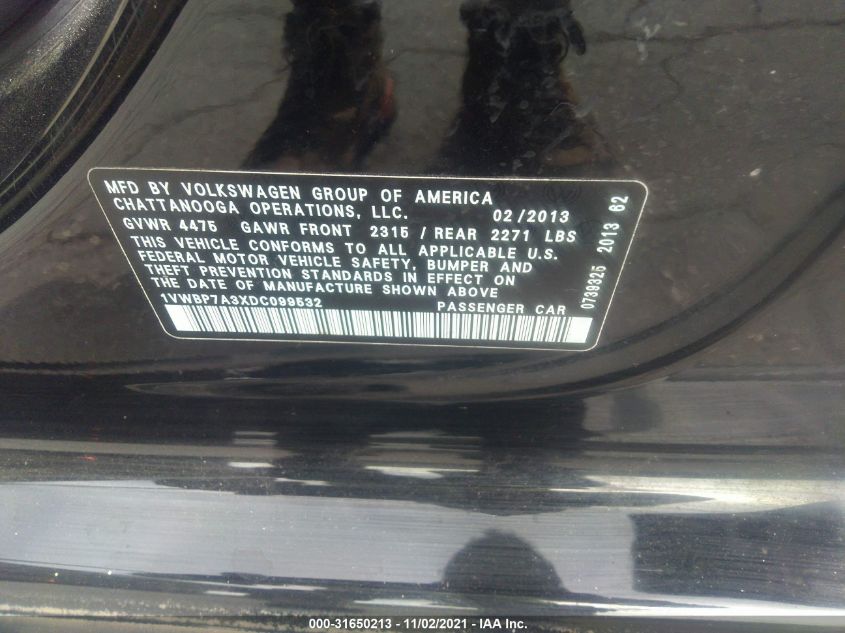 MFD BY VOLKSWAGEN GROUP OF AMERICA
CHATTANOOGA OPERATIONS, LLC. 02/2013
GVWR 4475 GAWR FRONT 2315 / REAR 2271 LBS
THIS VEHICLE CONFORMS TO ALL APPLICABLE U.S.
FEDERAL MOTOR VEHICLE SAFETY, BUMPER AND
THEFT PREVENTION STANDARDS IN EFFECT ON
THE DATE OF MANUFACTURE SHOWN ABOVE
1VWBP7A3XDC099532 PASSENGER CAR
0739325 2013 62
000-31650213 - 11/02/2021 - IAA Inc.